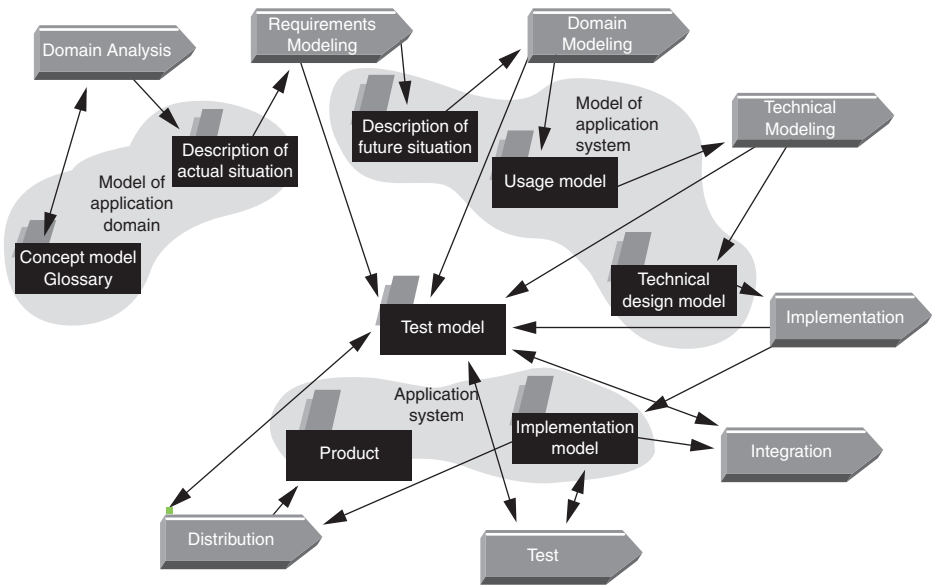 Requirements
Modeling
Domain
Modeling
Domain Analysis
Technical
Modeling
Model of
application
system
Description of
future situation
Description of
actual situation
Usage model
Model of
application
domain
Concept model
Glossary
Technical
design model
Implementation
Test model
Application
system
Implementation
model
Product
Integration
Distribution
Test